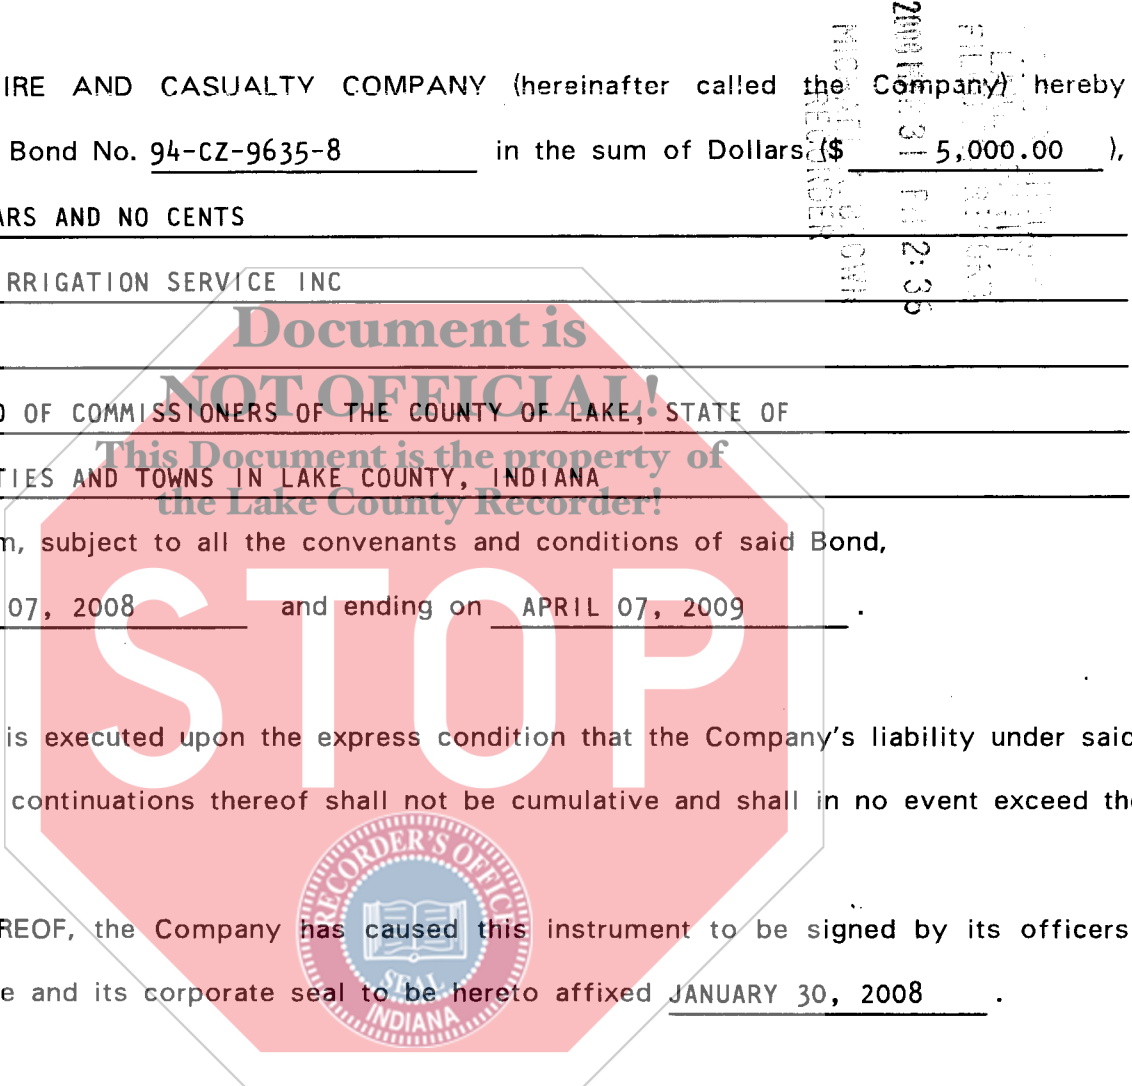 IRE AND CASUALTY COMPANY (hereinafter called the Company) hereby
Bond No. 94-CZ-9635-8 in the sum of Dollars ($ 5,000.00 ),
ARS AND NO CENTS
RRIGATION SERVICE INC
Document is
NOT OFFICIAL!
D OF COMMISSIONERS OF THE COUNTY OF LAKE, STATE OF
This Document is the property of
TIES AND TOWNS IN LAKE COUNTY, INDIANA
the Lake County Recorder!
m, subject to all the convenants and conditions of said Bond,
07, 2008 and ending on APRIL 07, 2009 .
STOP
is executed upon the express condition that the Company's liability under said
continuations thereof shall not be cumulative and shall in no event exceed the
RECORDER'S OFFICE
REOF, the Company has caused this instrument to be signed by its officers
SEAL
e and its corporate seal to be hereto affixed JANUARY 30, 2008 .
INDIANA
2: 36
RECORDER